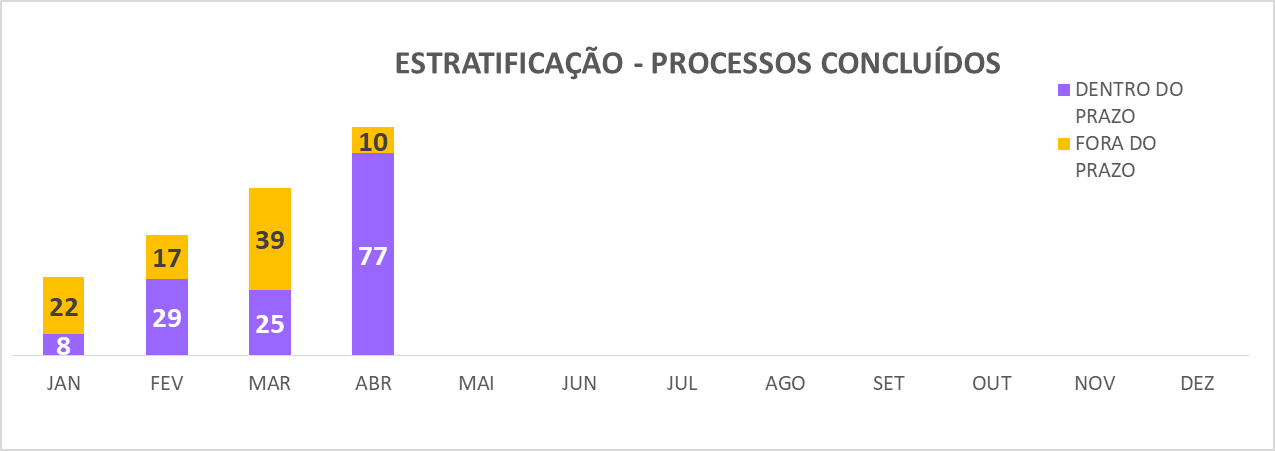 ESTRATIFICAÇÃO - PROCESSOS CONCLUÍDOS
DENTRO DO
PRAZO
FORA DO
PRAZO
10
39
77
17
22
29
25
8
JAN FEV MAR ABR MAI JUN JUL AGO SET OUT NOV DEZ